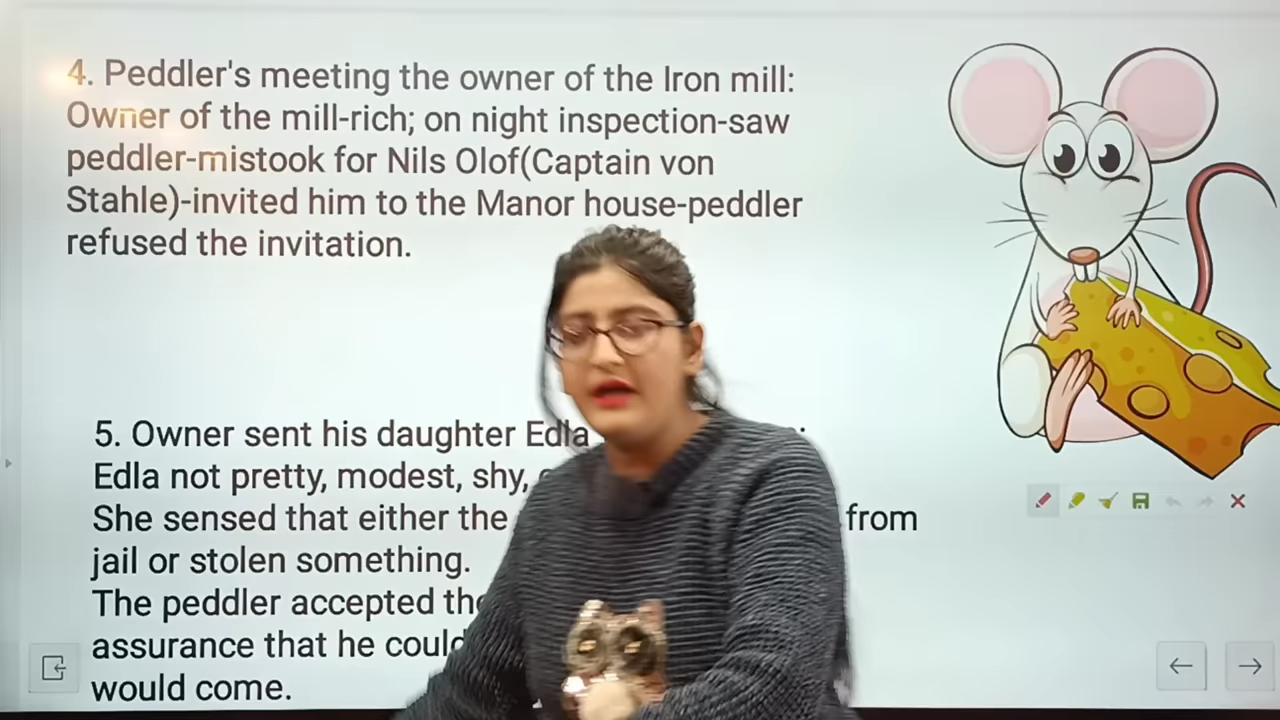 4. Peddler's meeting the owner of the Iron mill:
Owner of the mill-rich; on night inspection-saw
peddler-mistook for Nils Olof(Captain von
Stahle)-invited him to the Manor house-peddler
refused the invitation.
5. Owner sent his daughter Edla
Edla not pretty, modest, shy,
She sensed that either the from
jail or stolen something.
The peddler accepted the
assurance that he could
would come.